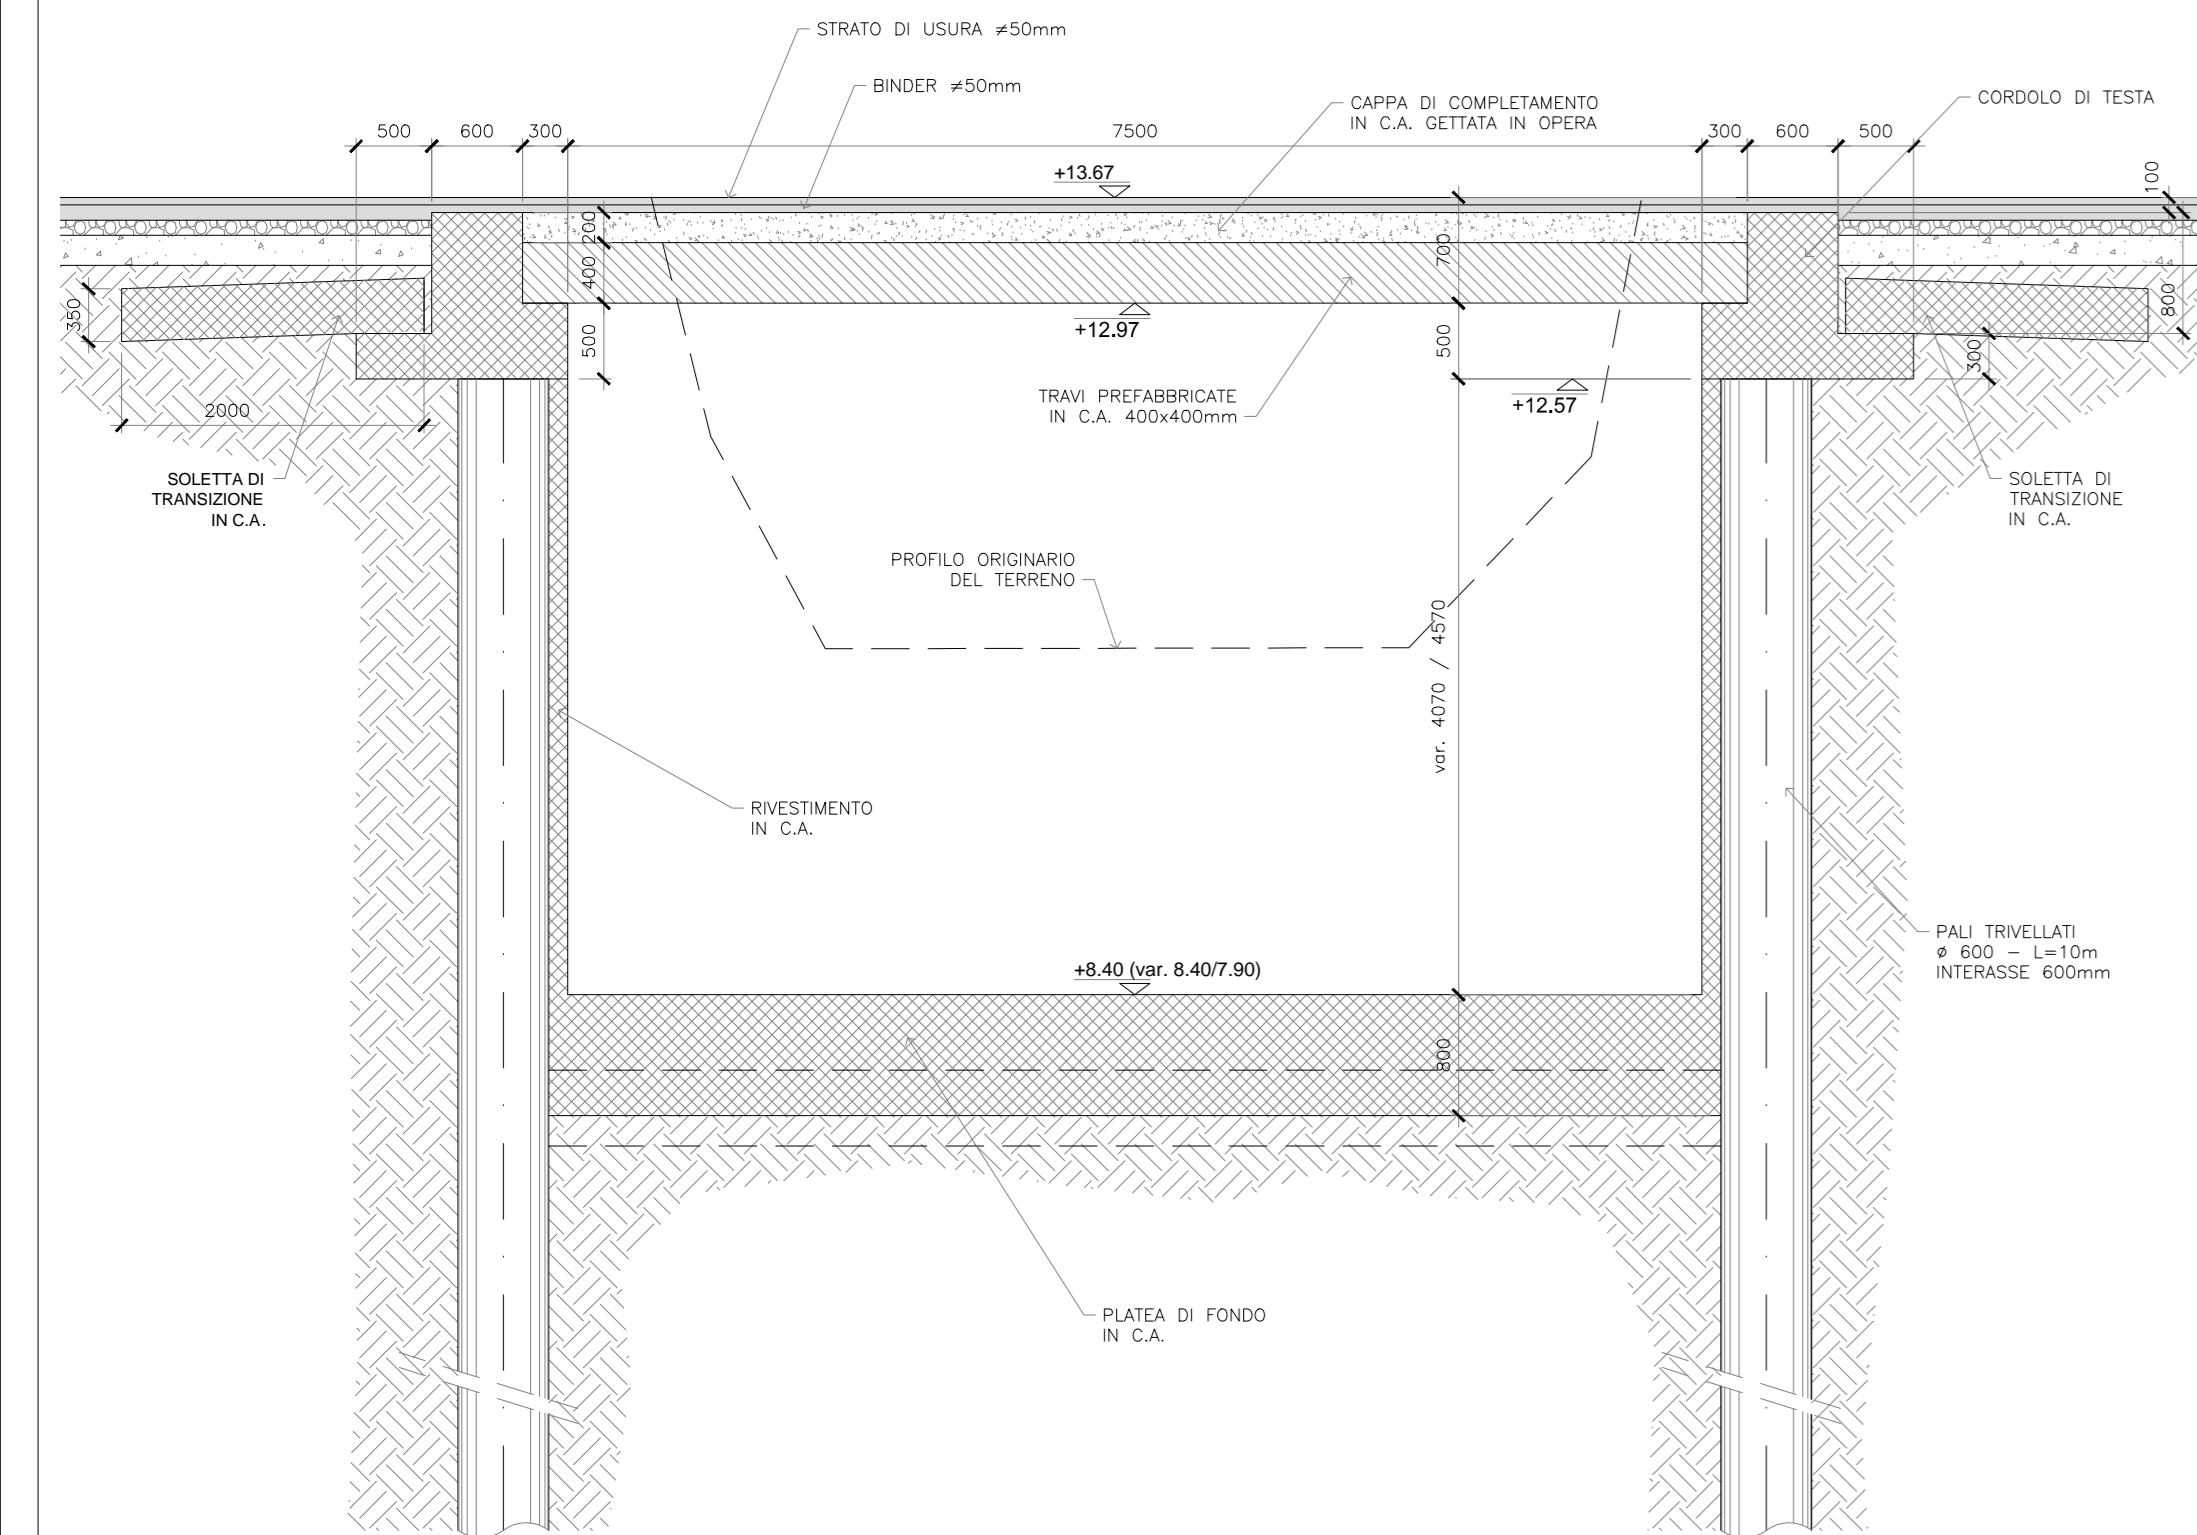 STRATO DI USURA ≠50mm
BINDER ≠50mm
CAPPA DI COMPLETAMENTO
IN C.A. GETTATA IN OPERA
CORDOLO DI TESTA
500
600
300
7500
300
600
500
+13.67
100
200
400
700
350
500
+12.97
500
800
300
TRAVI PREFABBRICATE
IN C.A. 400x400mm
+12.57
2000
SOLETTA DI
TRANSIZIONE
IN C.A.
SOLETTA DI
TRANSIZIONE
IN C.A.
PROFILO ORIGINARIO
DEL TERRENO
var. 4070 / 4570
RIVESTIMENTO
IN C.A.
PALI TRIVELLATI
ø 600 – L=10m
INTERASSE 600mm
+8.40 (var. 8.40/7.90)
800
PLATEA DI FONDO
IN C.A.